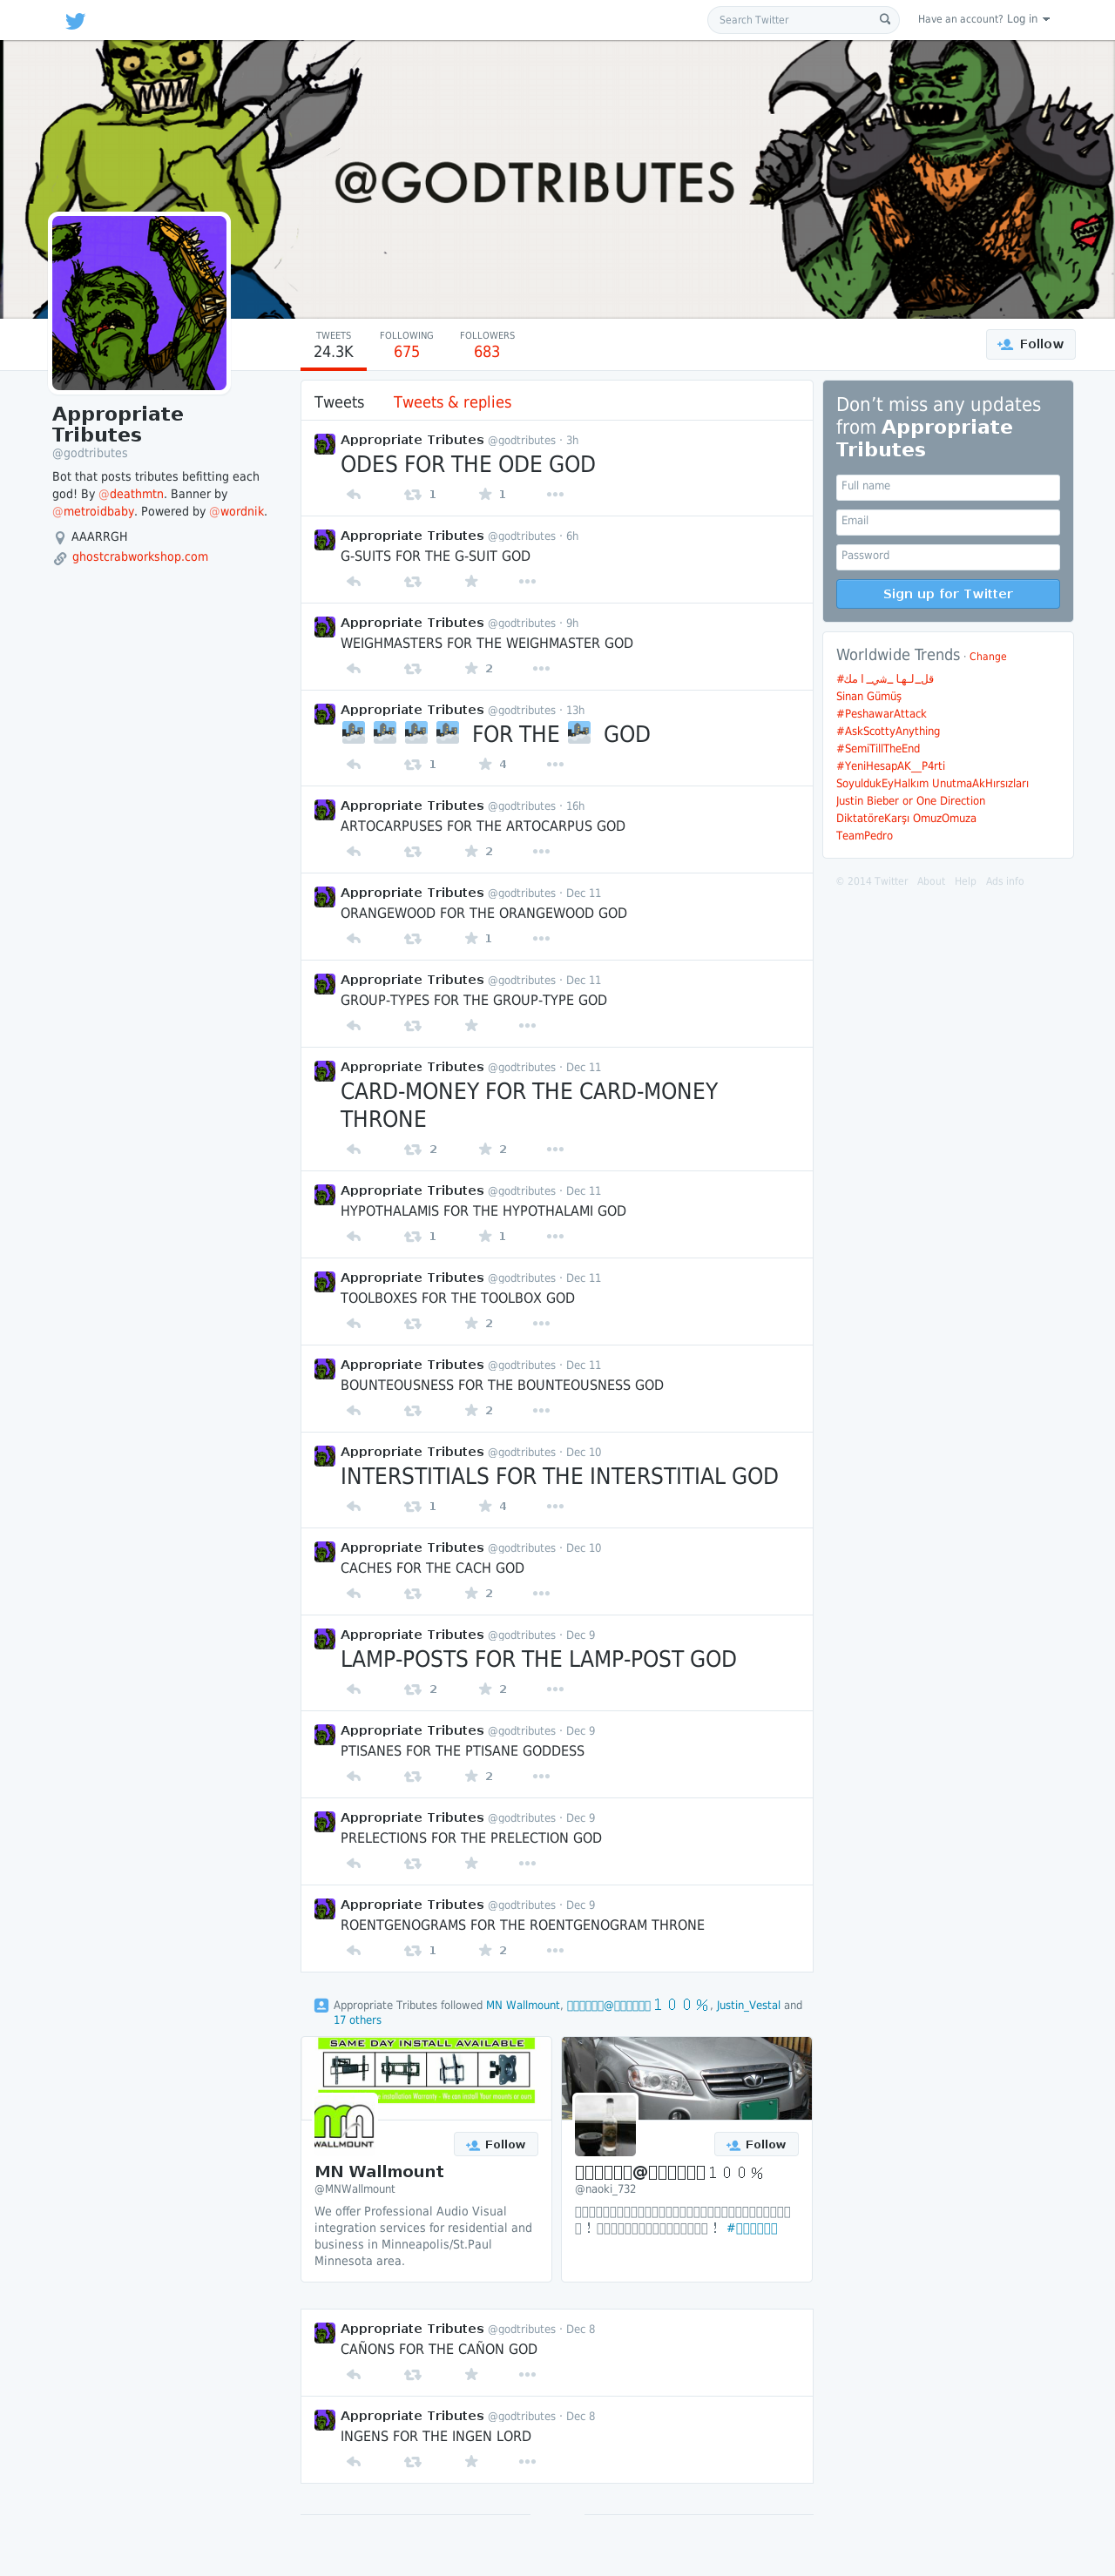 Search Twitter
Have an account? Log in
@GODTRIBUTES
TWEETS
24.3K
FOLLOWING
675
FOLLOWERS
683
Follow
Appropriate
Tributes
@godtributes
Bot that posts tributes befitting each
god! By @deathmtn. Banner by
@metroidbaby. Powered by @wordnik.
AAARRGH
ghostcrabworkshop.com
Tweets Tweets & replies
Appropriate Tributes @godtributes · 3h
ODES FOR THE ODE GOD
1 1
Appropriate Tributes @godtributes · 6h
G-SUITS FOR THE G-SUIT GOD
Appropriate Tributes @godtributes · 9h
WEIGHMASTERS FOR THE WEIGHMASTER GOD
2
Appropriate Tributes @godtributes · 13h
FOR THE GOD
1 4
Appropriate Tributes @godtributes · 16h
ARTOCARPUSES FOR THE ARTOCARPUS GOD
2
Appropriate Tributes @godtributes · Dec 11
ORANGEWOOD FOR THE ORANGEWOOD GOD
1
Appropriate Tributes @godtributes · Dec 11
GROUP-TYPES FOR THE GROUP-TYPE GOD
Appropriate Tributes @godtributes · Dec 11
CARD-MONEY FOR THE CARD-MONEY
THRONE
2 2
Appropriate Tributes @godtributes · Dec 11
HYPOTHALAMIS FOR THE HYPOTHALAMI GOD
1 1
Appropriate Tributes @godtributes · Dec 11
TOOLBOXES FOR THE TOOLBOX GOD
2
Appropriate Tributes @godtributes · Dec 11
BOUNTEOUSNESS FOR THE BOUNTEOUSNESS GOD
2
Appropriate Tributes @godtributes · Dec 10
INTERSTITIALS FOR THE INTERSTITIAL GOD
1 4
Appropriate Tributes @godtributes · Dec 10
CACHES FOR THE CACH GOD
2
Appropriate Tributes @godtributes · Dec 9
LAMP-POSTS FOR THE LAMP-POST GOD
2 2
Appropriate Tributes @godtributes · Dec 9
PTISANES FOR THE PTISANE GODDESS
2
Appropriate Tributes @godtributes · Dec 9
PRELECTIONS FOR THE PRELECTION GOD
Appropriate Tributes @godtributes · Dec 9
ROENTGENOGRAMS FOR THE ROENTGENOGRAM THRONE
1 2
Appropriate Tributes followed MN Wallmount, @１００％, Justin_Vestal and
17 others
SAME DAY INSTALL AVAILABLE
Installation Warranty - We can install Your mounts or ours
mn
WALLMOUNT
Follow
MN Wallmount
@MNWallmount
We offer Professional Audio Visual
integration services for residential and
business in Minneapolis/St.Paul
Minnesota area.
Follow
@１００％
@naoki_732
！！ #
Appropriate Tributes @godtributes · Dec 8
CAÑONS FOR THE CAÑON GOD
Appropriate Tributes @godtributes · Dec 8
INGENS FOR THE INGEN LORD
Don’t miss any updates
from Appropriate
Tributes
Full name
Email
Password
Sign up for Twitter
Worldwide Trends · Change
#قل_لها_شي_امك
Sinan Gümüş
#PeshawarAttack
#AskScottyAnything
#SemiTillTheEnd
#YeniHesapAK__P4rti
SoyuldukEyHalkım UnutmaAkHırsızları
Justin Bieber or One Direction
DiktatöreKarşı OmuzOmuza
TeamPedro
© 2014 Twitter About Help Ads info